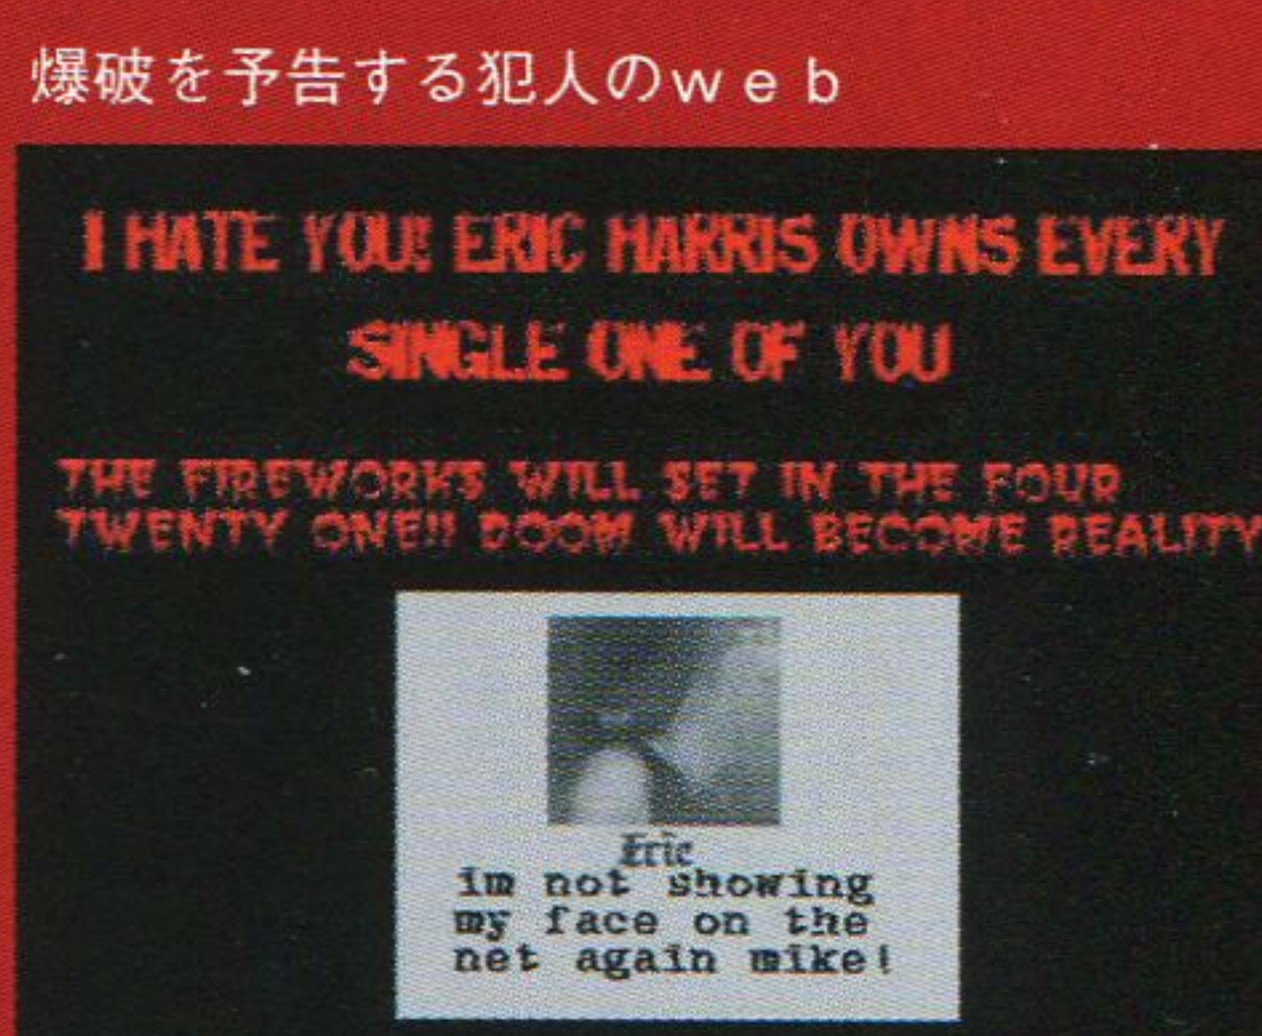 爆破を予告する犯人のｗｅｂ
I HATE YOU! ERIC HARRIS OWNS EVERY
SINGLE ONE OF YOU
THE FIREWORKS WILL SET IN THE FOUR
TWENTY ONE!! DOOM WILL BECOME REALITY
Eric
im not showing
my face on the
net again mike!